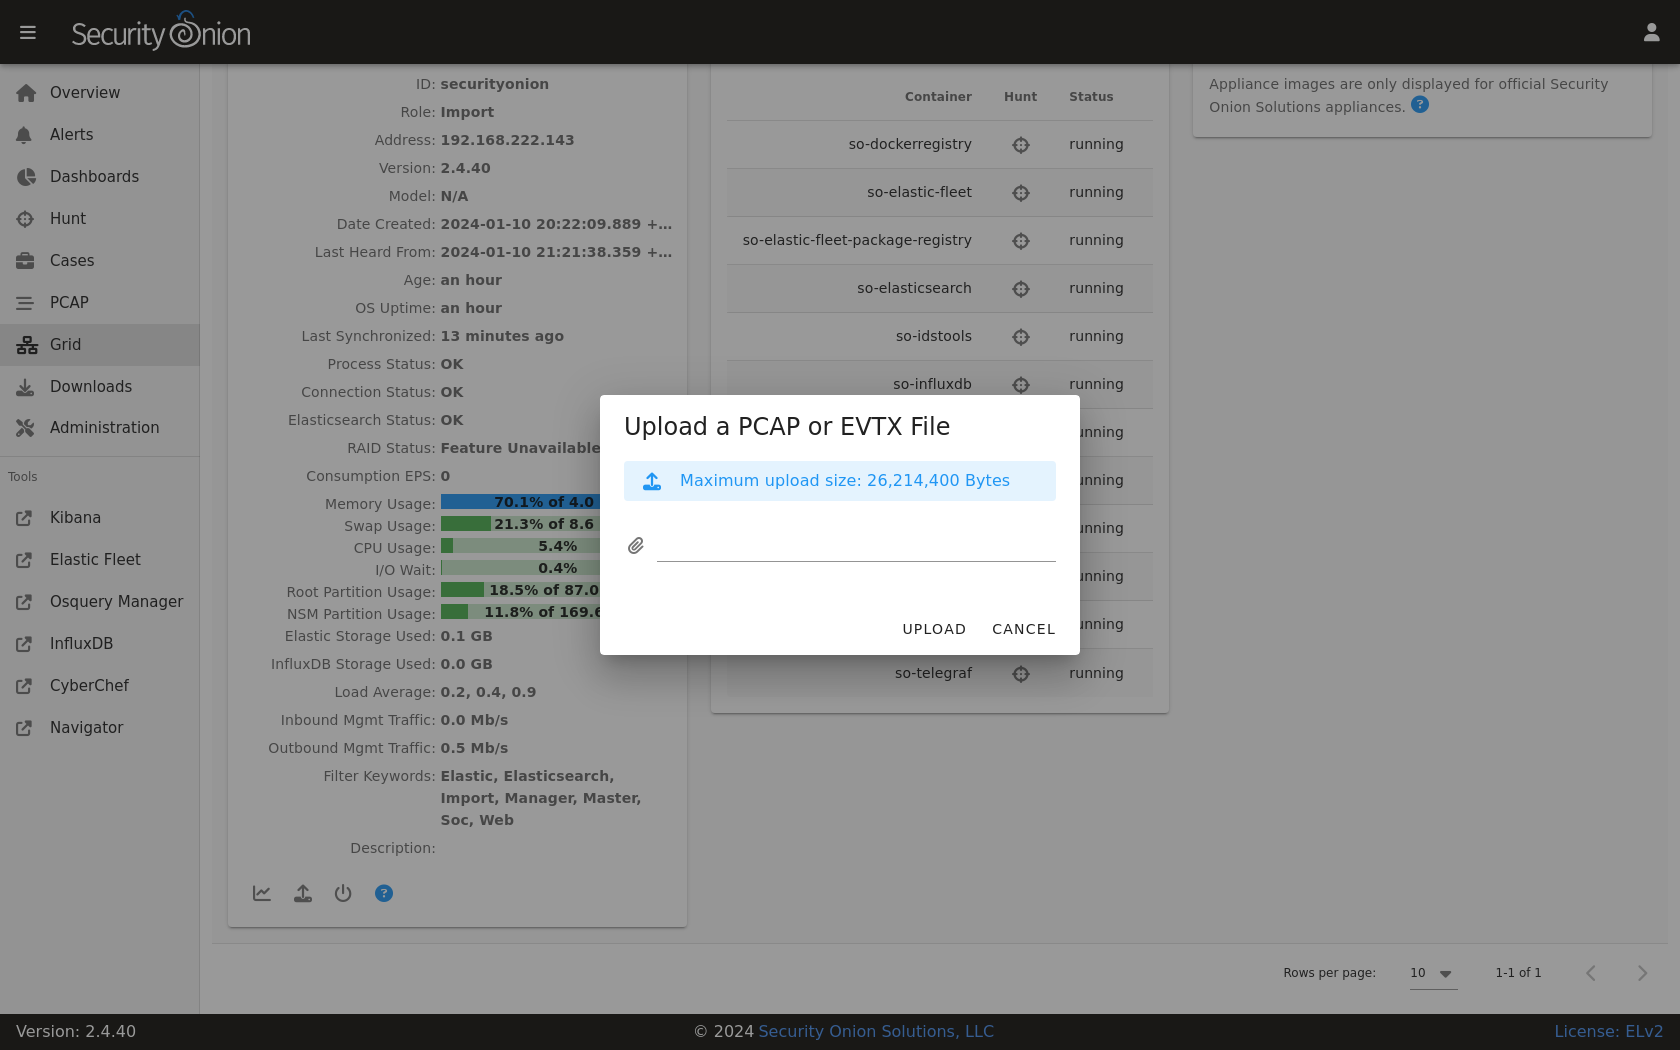 Security Onion
Overview
Alerts
Dashboards
Hunt
Cases
PCAP
Grid
Downloads
Administration
Tools
Kibana
Elastic Fleet
Osquery Manager
InfluxDB
CyberChef
Navigator
ID: securityonion
Role: Import
Address: 192.168.222.143
Version: 2.4.40
Model: N/A
Date Created: 2024-01-10 20:22:09.889 +...
Last Heard From: 2024-01-10 21:21:38.359 +...
Age: an hour
OS Uptime: an hour
Last Synchronized: 13 minutes ago
Process Status: OK
Connection Status: OK
Elasticsearch Status: OK
RAID Status: Feature Unavailable
Consumption EPS: 0
Memory Usage: 70.1% of 4.0
Swap Usage: 21.3% of 8.6
CPU Usage: 5.4%
I/O Wait: 0.4%
Root Partition Usage: 18.5% of 87.0
NSM Partition Usage: 11.8% of 169.6
Elastic Storage Used: 0.1 GB
InfluxDB Storage Used: 0.0 GB
Load Average: 0.2, 0.4, 0.9
Inbound Mgmt Traffic: 0.0 Mb/s
Outbound Mgmt Traffic: 0.5 Mb/s
Filter Keywords: Elastic, Elasticsearch,
Import, Manager, Master,
Soc, Web
Description:
Container Hunt Status
so-dockerregistry running
so-elastic-fleet running
so-elastic-fleet-package-registry running
so-elasticsearch running
so-idstools running
so-influxdb running
unning
unning
unning
unning
unning
so-telegraf running
Appliance images are only displayed for official Security
Onion Solutions appliances.
Upload a PCAP or EVTX File
Maximum upload size: 26,214,400 Bytes
UPLOAD CANCEL
Rows per page: 10 1-1 of 1
Version: 2.4.40
© 2024 Security Onion Solutions, LLC
License: ELv2